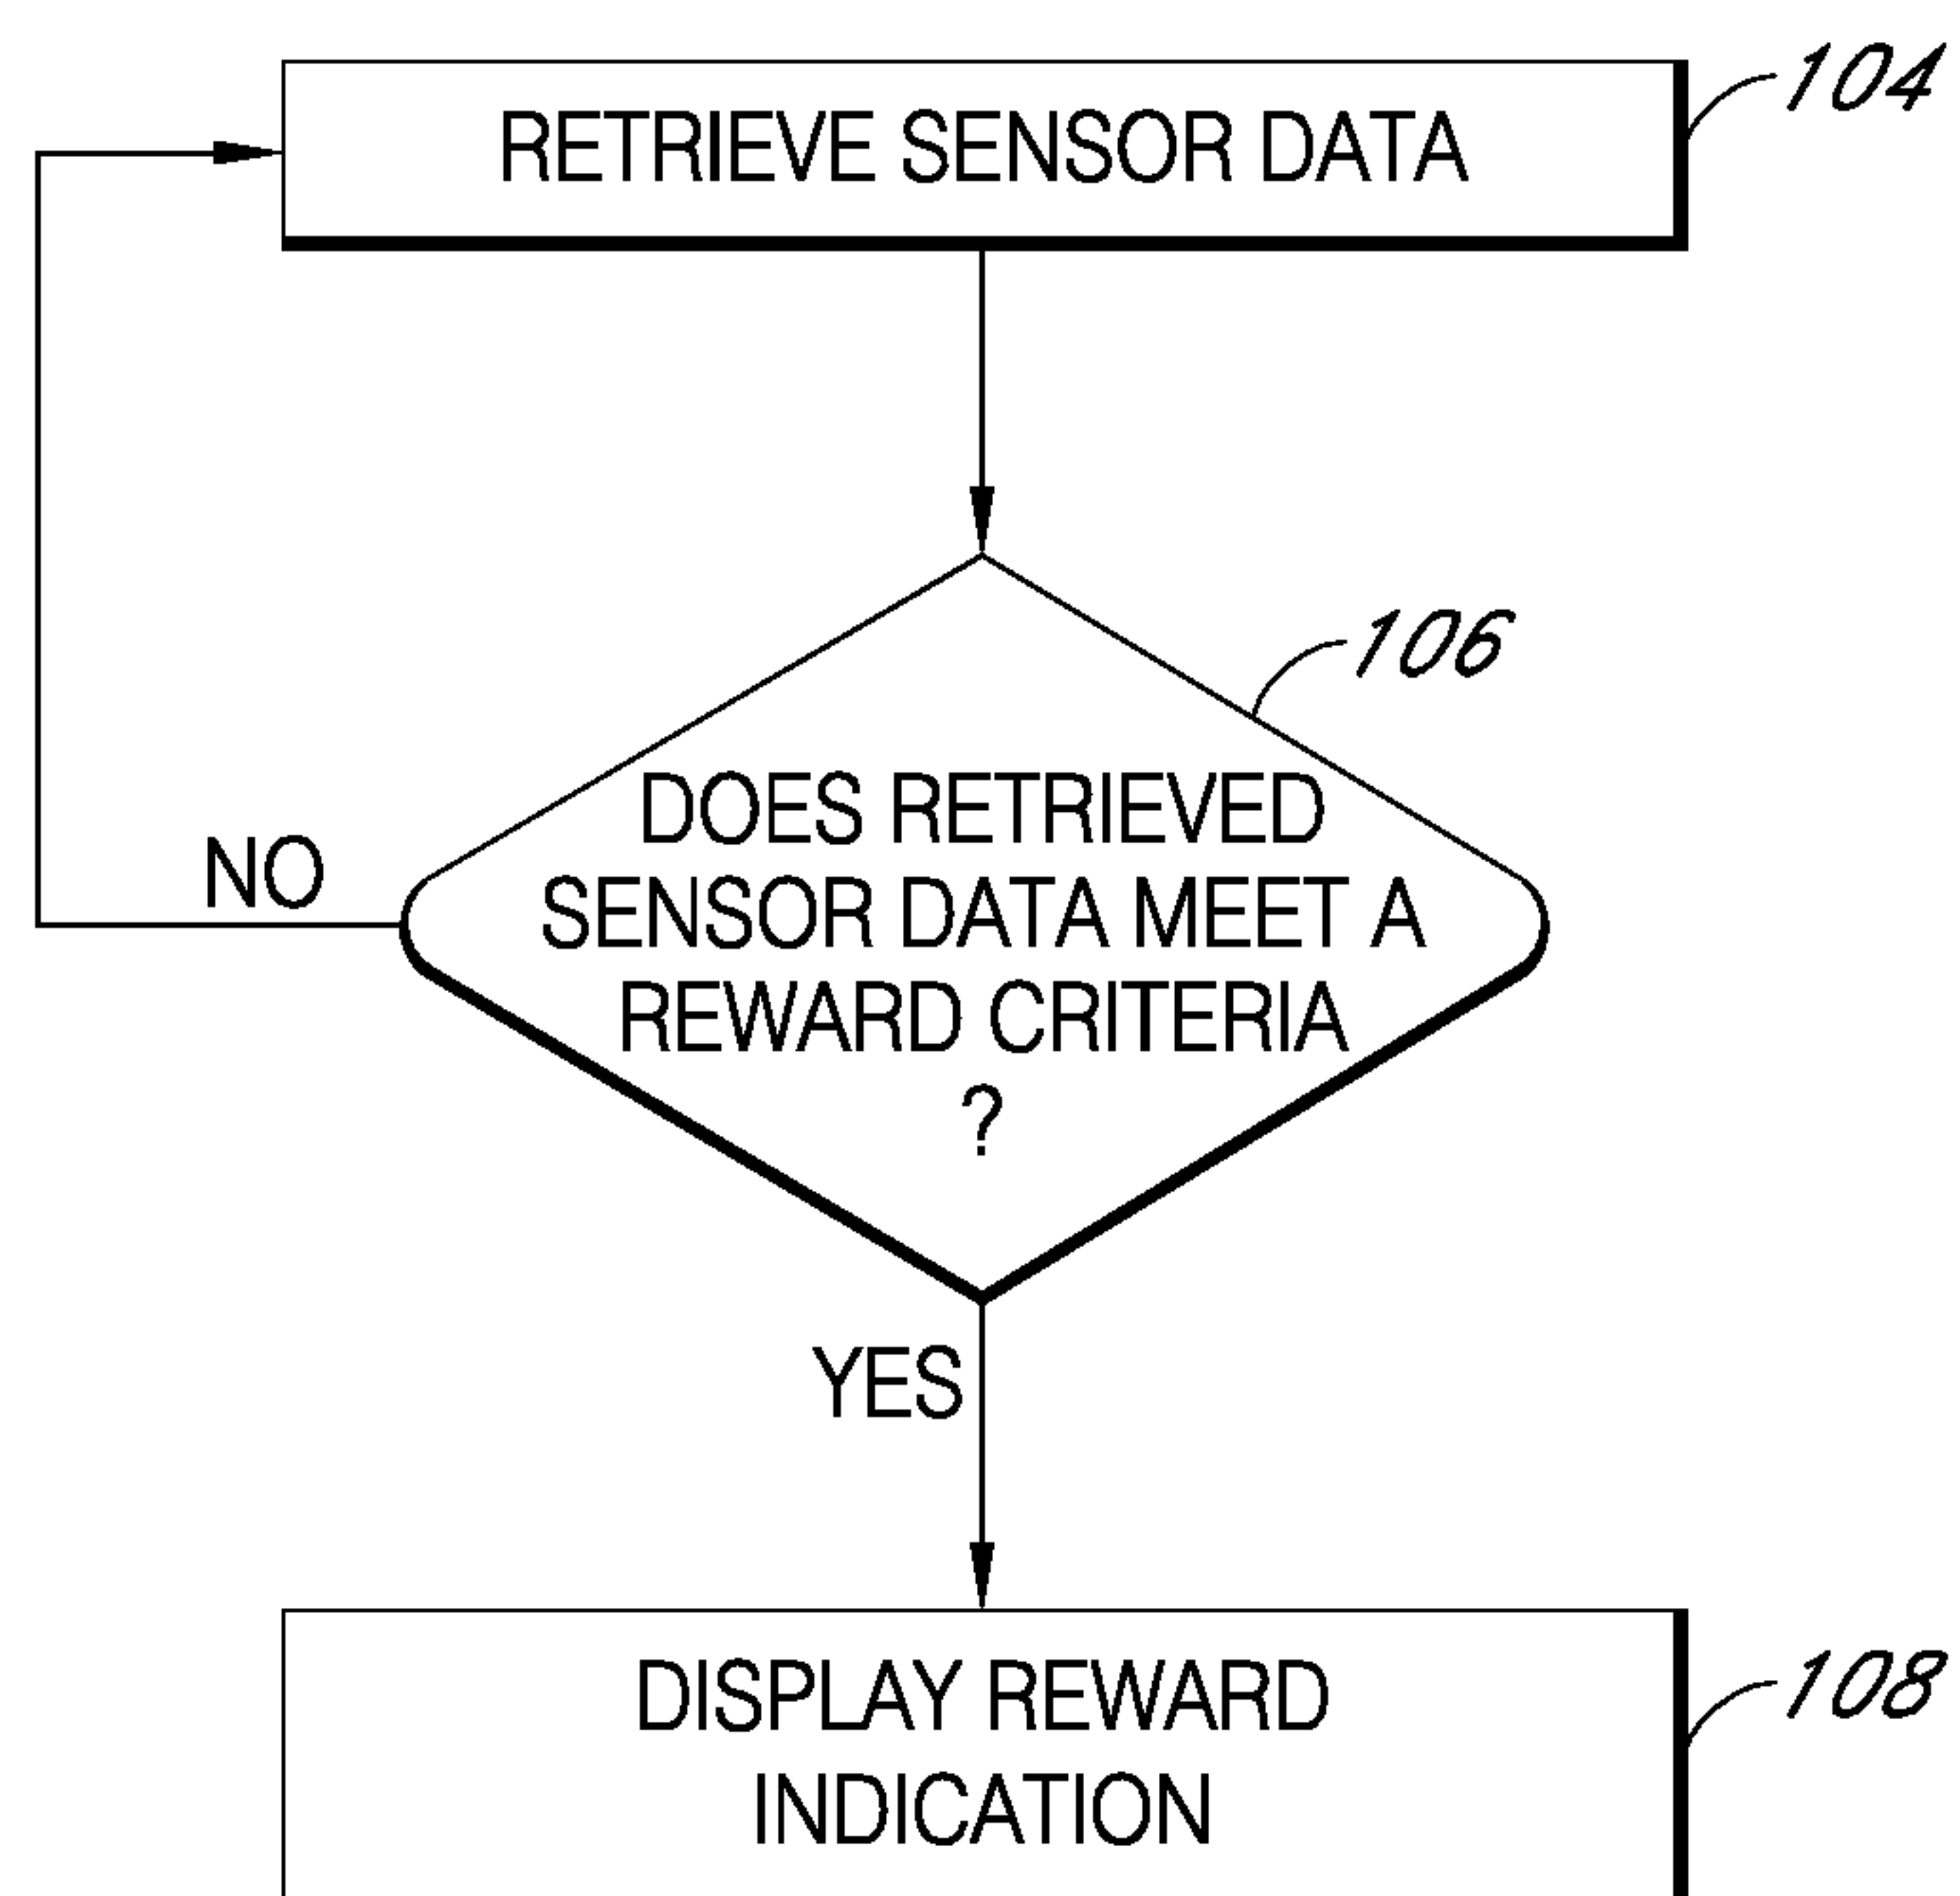 104
RETRIEVE SENSOR DATA
106
DOES RETRIEVED
SENSOR DATA MEET A
REWARD CRITERIA
?
NO
YES
108
DISPLAY REWARD
INDICATION